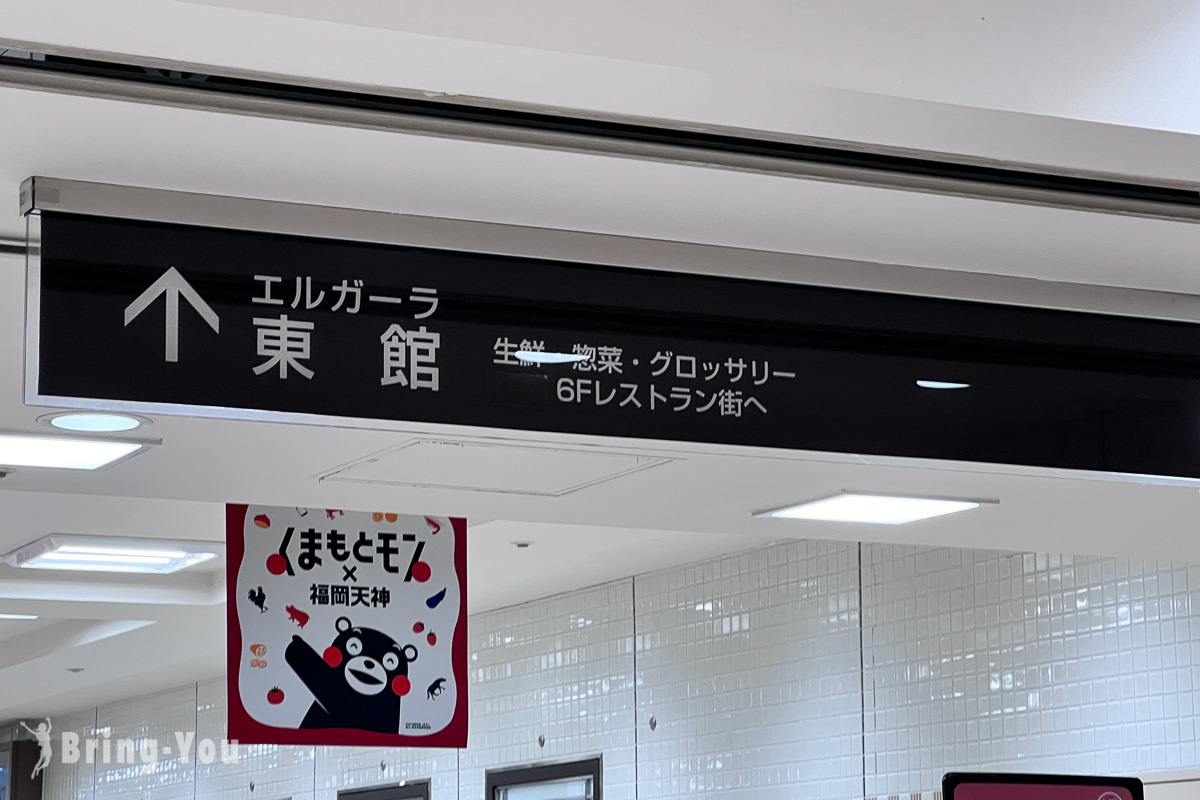 エルガーラ
東館
生鮮・惣菜・グロッサリー
6Fレストラン街へ
くまもとモン
×
福岡天神
Bring-You